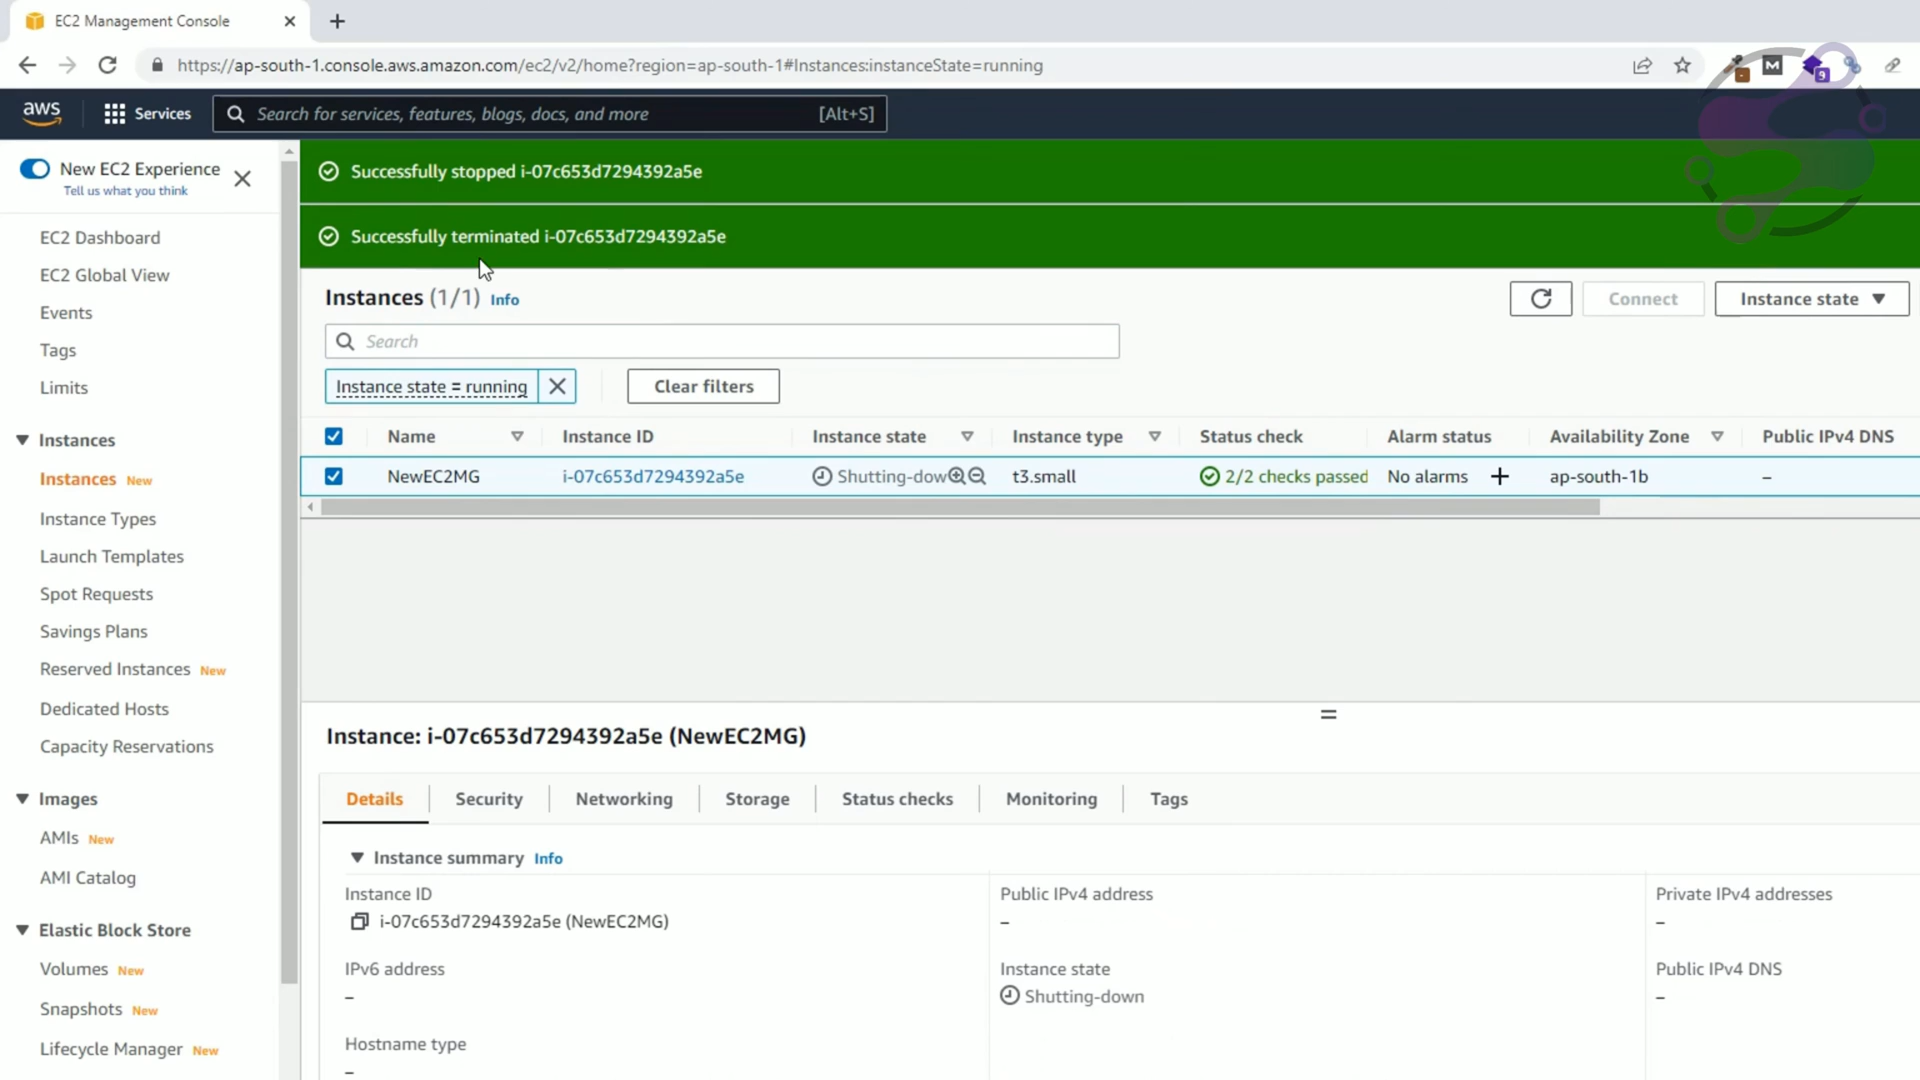 EC2 Management Console
https://ap-south-1.console.aws.amazon.com/ec2/v2/home?region=ap-south-1#Instances:instanceState=running
M
9
aws
Services
Search for services, features, blogs, docs, and more
[Alt+S]
New EC2 Experience
Tell us what you think
EC2 Dashboard
EC2 Global View
Events
Tags
Limits
Instances
Instances New
Instance Types
Launch Templates
Spot Requests
Savings Plans
Reserved Instances New
Dedicated Hosts
Capacity Reservations
Images
AMIs New
AMI Catalog
Elastic Block Store
Volumes New
Snapshots New
Lifecycle Manager New
Successfully stopped i-07c653d7294392a5e
Successfully terminated i-07c653d7294392a5e
Instances (1/1) Info
Connect
Instance state
Search
Instance state = running
Clear filters
Name Instance ID Instance state Instance type Status check Alarm status Availability Zone Public IPv4 DNS
NewEC2MG i-07c653d7294392a5e Shutting-dow t3.small 2/2 checks passed No alarms + ap-south-1b –
Instance: i-07c653d7294392a5e (NewEC2MG)
Details Security Networking Storage Status checks Monitoring Tags
Instance summary Info
Instance ID
i-07c653d7294392a5e (NewEC2MG)
Public IPv4 address
–
Private IPv4 addresses
–
IPv6 address
–
Instance state
Shutting-down
Public IPv4 DNS
–
Hostname type
–